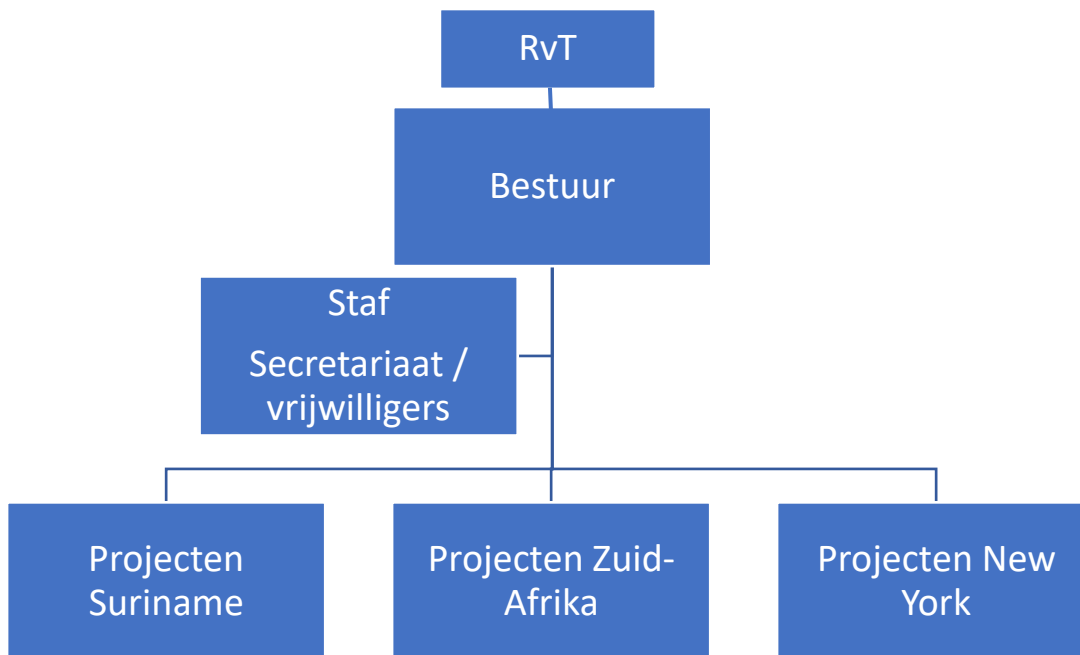 RvT
Bestuur
Staf
Secretariaat /
vrijwilligers
Projecten
Suriname
Projecten Zuid-
Afrika
Projecten New
York